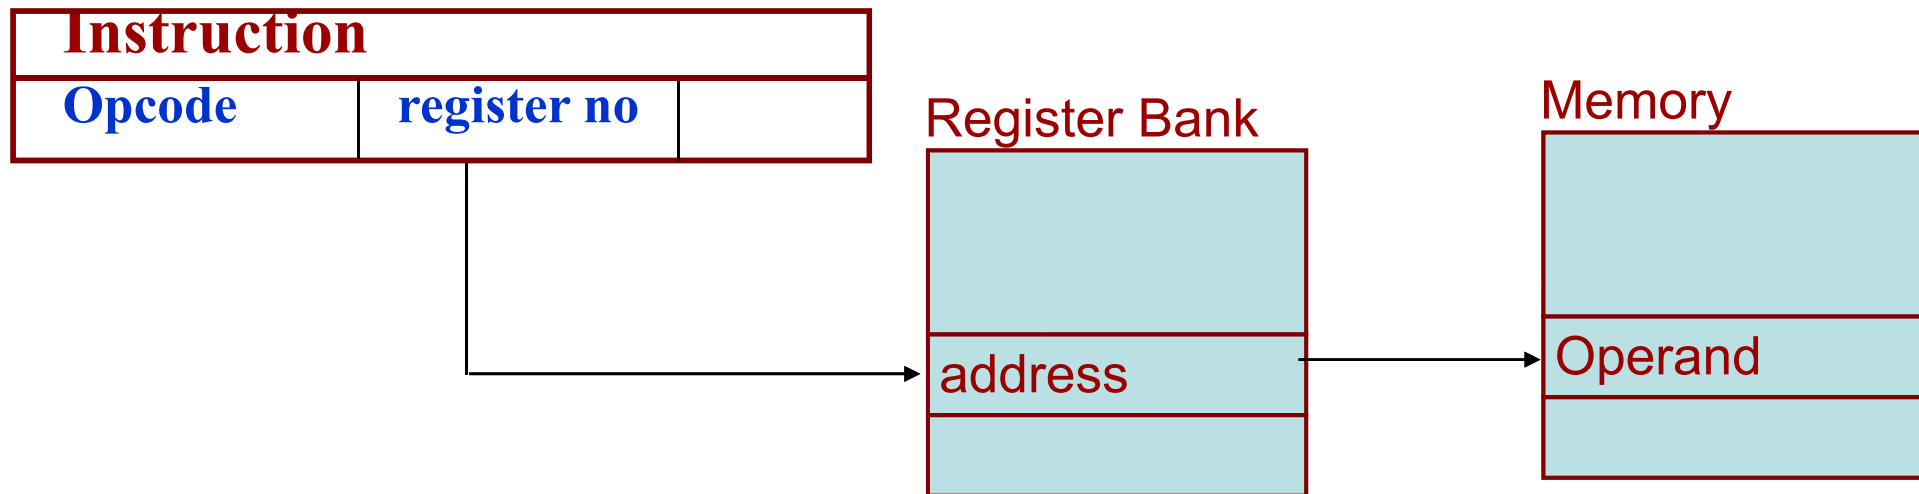 Instruction
Opcode
register no
Register Bank
Memory
address
Operand